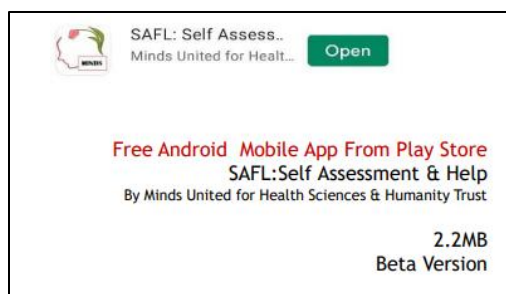 SAFL: Self Assess..
Minds United for Healt...
Open
MINDS
Free Android Mobile App From Play Store
SAFL:Self Assessment & Help
By Minds United for Health Sciences & Humanity Trust
2.2MB
Beta Version